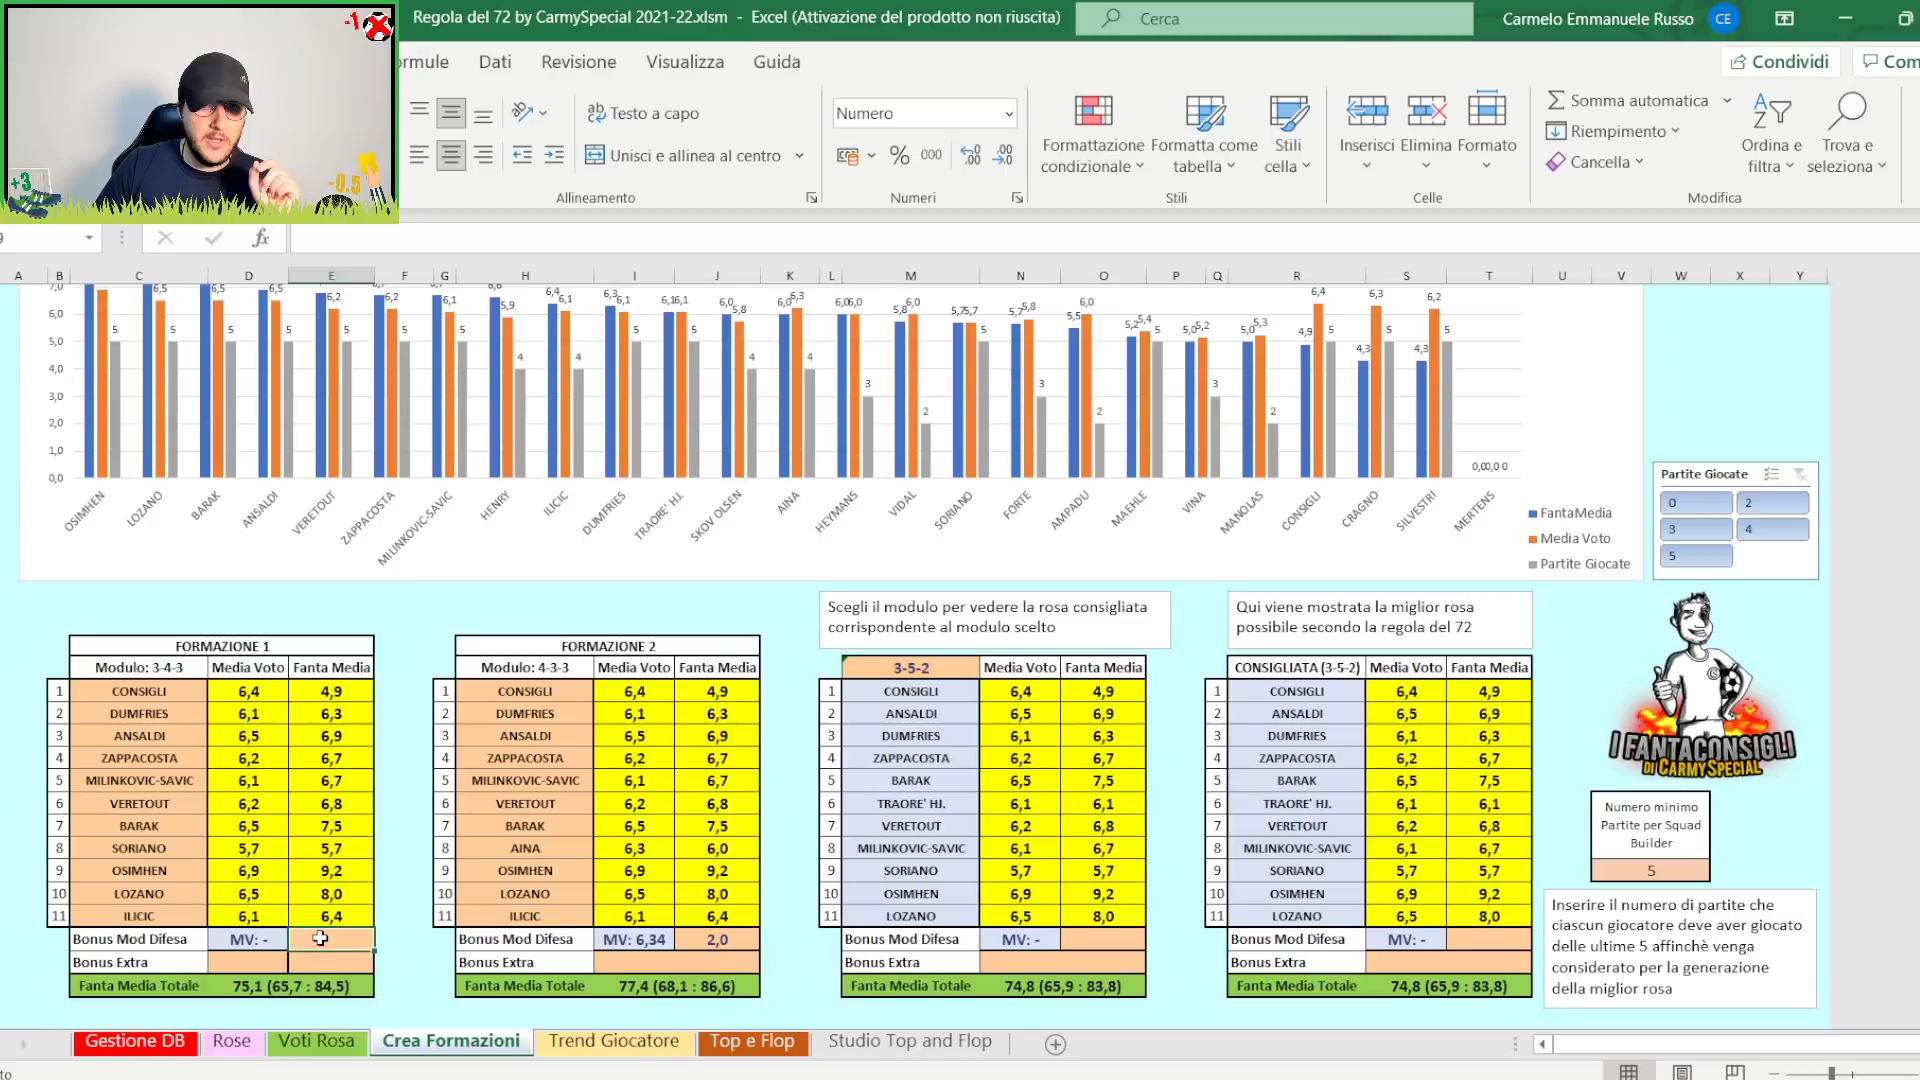 -1
+3
-0.5
Regola del 72 by CarmySpecial 2021-22.xlsm - Excel (Attivazione del prodotto non riuscita)
Cerca
Carmelo Emmanuele Russo
CE
Dati Revisione Visualizza Guida
Condividi
Testo a capo
Unisci e allinea al centro
Allineamento
Numero
% 000
Numeri
Formattazione condizionale
Formatta come tabella
Stili cella
Stili
Inserisci Elimina Formato
Celle
Somma automatica
Riempimento
Cancella
Ordina e filtra
Trova e seleziona
Modifica
fx
A B C D E F G H I J K L M N O P Q R S T U V W X Y
6,0
5,0
4,0
3,0
2,0
1,0
0,0
OSIMHEN LOZANO BARAK ANSALDI VERETOUT ZAPPACOSTA MILINKOVIC-SAVIC HENRY ILICIC DUMFRIES TRAORE' HJ. SKOV OLSEN AINA HEYMANS VIDAL SORIANO FORTE AMPADU MAEHLE VINA MANOLAS CONSIGLI CRAGNO SILVESTRI MERTENS
FantaMedia
Media Voto
Partite Giocate
Partite Giocate
0 2
3 4
5
Scegli il modulo per vedere la rosa consigliata
corrispondente al modulo scelto
Qui viene mostrata la miglior rosa
possibile secondo la regola del 72
FORMAZIONE 1
Modulo: 3-4-3 Media Voto Fanta Media
1 CONSIGLI 6,4 4,9
2 DUMFRIES 6,1 6,3
3 ANSALDI 6,5 6,9
4 ZAPPACOSTA 6,2 6,7
5 MILINKOVIC-SAVIC 6,1 6,7
6 VERETOUT 6,2 6,8
7 BARAK 6,5 7,5
8 SORIANO 5,7 5,7
9 OSIMHEN 6,9 9,2
10 LOZANO 6,5 8,0
11 ILICIC 6,1 6,4
Bonus Mod Difesa MV: -
Bonus Extra
Fanta Media Totale 75,1 (65,7 : 84,5)
FORMAZIONE 2
Modulo: 4-3-3 Media Voto Fanta Media
1 CONSIGLI 6,4 4,9
2 DUMFRIES 6,1 6,3
3 ANSALDI 6,5 6,9
4 ZAPPACOSTA 6,2 6,7
5 MILINKOVIC-SAVIC 6,1 6,7
6 VERETOUT 6,2 6,8
7 BARAK 6,5 7,5
8 AINA 6,3 6,0
9 OSIMHEN 6,9 9,2
10 LOZANO 6,5 8,0
11 ILICIC 6,1 6,4
Bonus Mod Difesa MV: 6,34 2,0
Bonus Extra
Fanta Media Totale 77,4 (68,1 : 86,6)
3-5-2 Media Voto Fanta Media
1 CONSIGLI 6,4 4,9
2 ANSALDI 6,5 6,9
3 DUMFRIES 6,1 6,3
4 ZAPPACOSTA 6,2 6,7
5 BARAK 6,5 7,5
6 TRAORE' HJ. 6,1 6,1
7 VERETOUT 6,2 6,8
8 MILINKOVIC-SAVIC 6,1 6,7
9 SORIANO 5,7 5,7
10 OSIMHEN 6,9 9,2
11 LOZANO 6,5 8,0
Bonus Mod Difesa MV: -
Bonus Extra
Fanta Media Totale 74,8 (65,9 : 83,8)
CONSIGLIATA (3-5-2) Media Voto Fanta Media
1 CONSIGLI 6,4 4,9
2 ANSALDI 6,5 6,9
3 DUMFRIES 6,1 6,3
4 ZAPPACOSTA 6,2 6,7
5 BARAK 6,5 7,5
6 TRAORE' HJ. 6,1 6,1
7 VERETOUT 6,2 6,8
8 MILINKOVIC-SAVIC 6,1 6,7
9 SORIANO 5,7 5,7
10 OSIMHEN 6,9 9,2
11 LOZANO 6,5 8,0
Bonus Mod Difesa MV: -
Bonus Extra
Fanta Media Totale 74,8 (65,9 : 83,8)
I FANTACONSIGLI
DI CARMYSPECIAL
Numero minimo
Partite per Squad
Builder
5
Inserire il numero di partite che
ciascun giocatore deve aver giocato
delle ultime 5 affinchè venga
considerato per la generazione
della miglior rosa
Gestione DB Rose Voti Rosa Crea Formazioni Trend Giocatore Top e Flop Studio Top and Flop